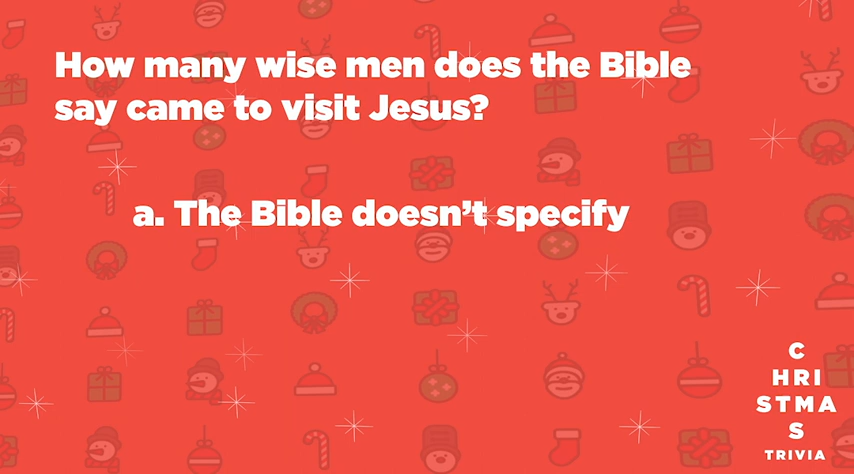 How many wise men does the Bible
say came to visit Jesus?
a. The Bible doesn’t specify
C
HRI
STMA
S
TRIVIA